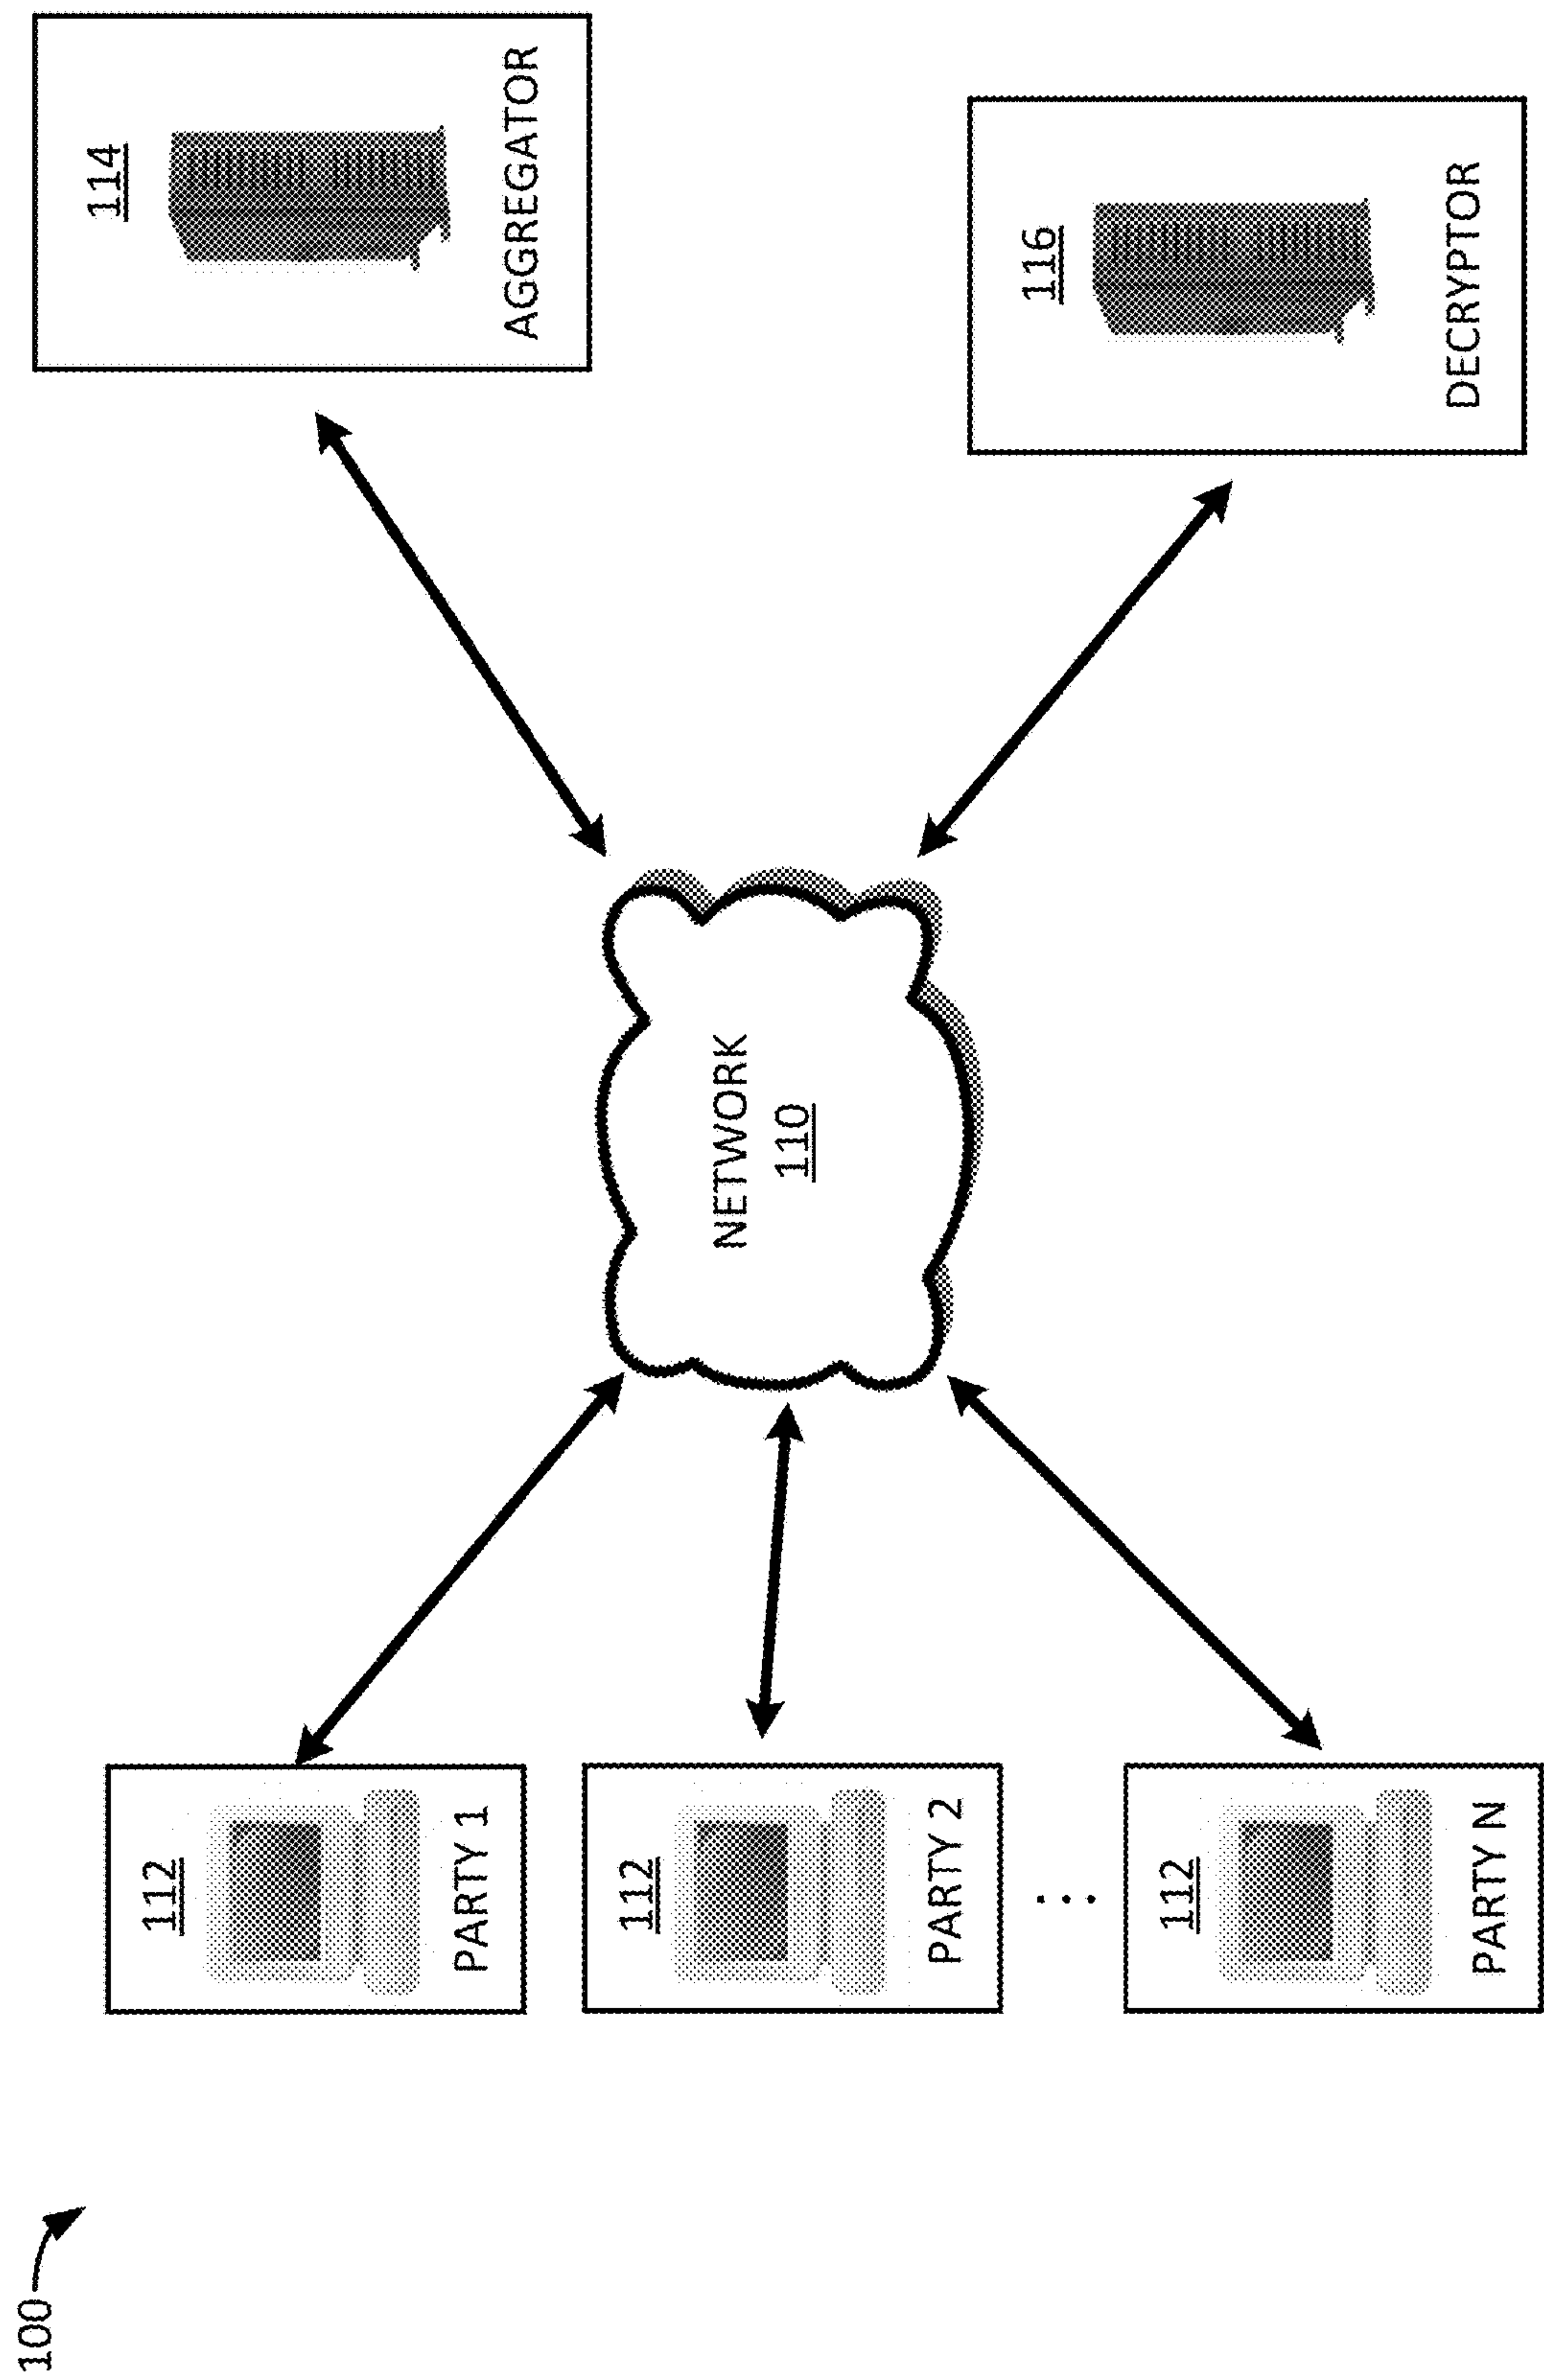 100
112
PARTY 1
112
PARTY 2
...
112
PARTY N
NETWORK
110
114
AGGREGATOR
116
DECRYPTOR